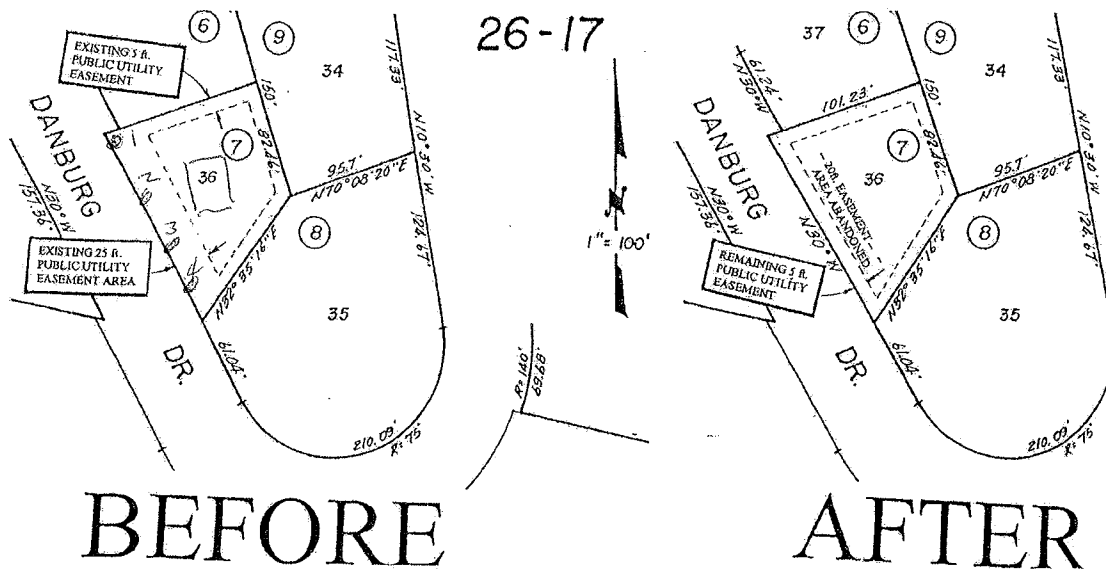 26-17
6
9
EXISTING 5 ft.
PUBLIC UTILITY
EASEMENT
34
117.33'
150'
7
82.46'
N10°30'W
DANBURG
36
95.7'
N70°08'20"E
N30°W
157.36'
8
124.67'
EXISTING 25 ft.
PUBLIC UTILITY
EASEMENT AREA
N52°35'16"E
35
DR.
61.04'
210.09'
R=75'
BEFORE
N
1"=100'
R=140'
69.68'
37
6
9
61.24'
N30°W
34
117.33'
101.23'
150'
7
82.46'
N10°30'W
DANBURG
36
95.7'
N70°08'20"E
20ft. EASEMENT
AREA ABANDONED
N30°W
157.36'
N30°W
8
124.67'
REMAINING 5 ft.
PUBLIC UTILITY
EASEMENT
N52°35'16"E
35
DR.
61.04'
210.09'
R=75'
AFTER